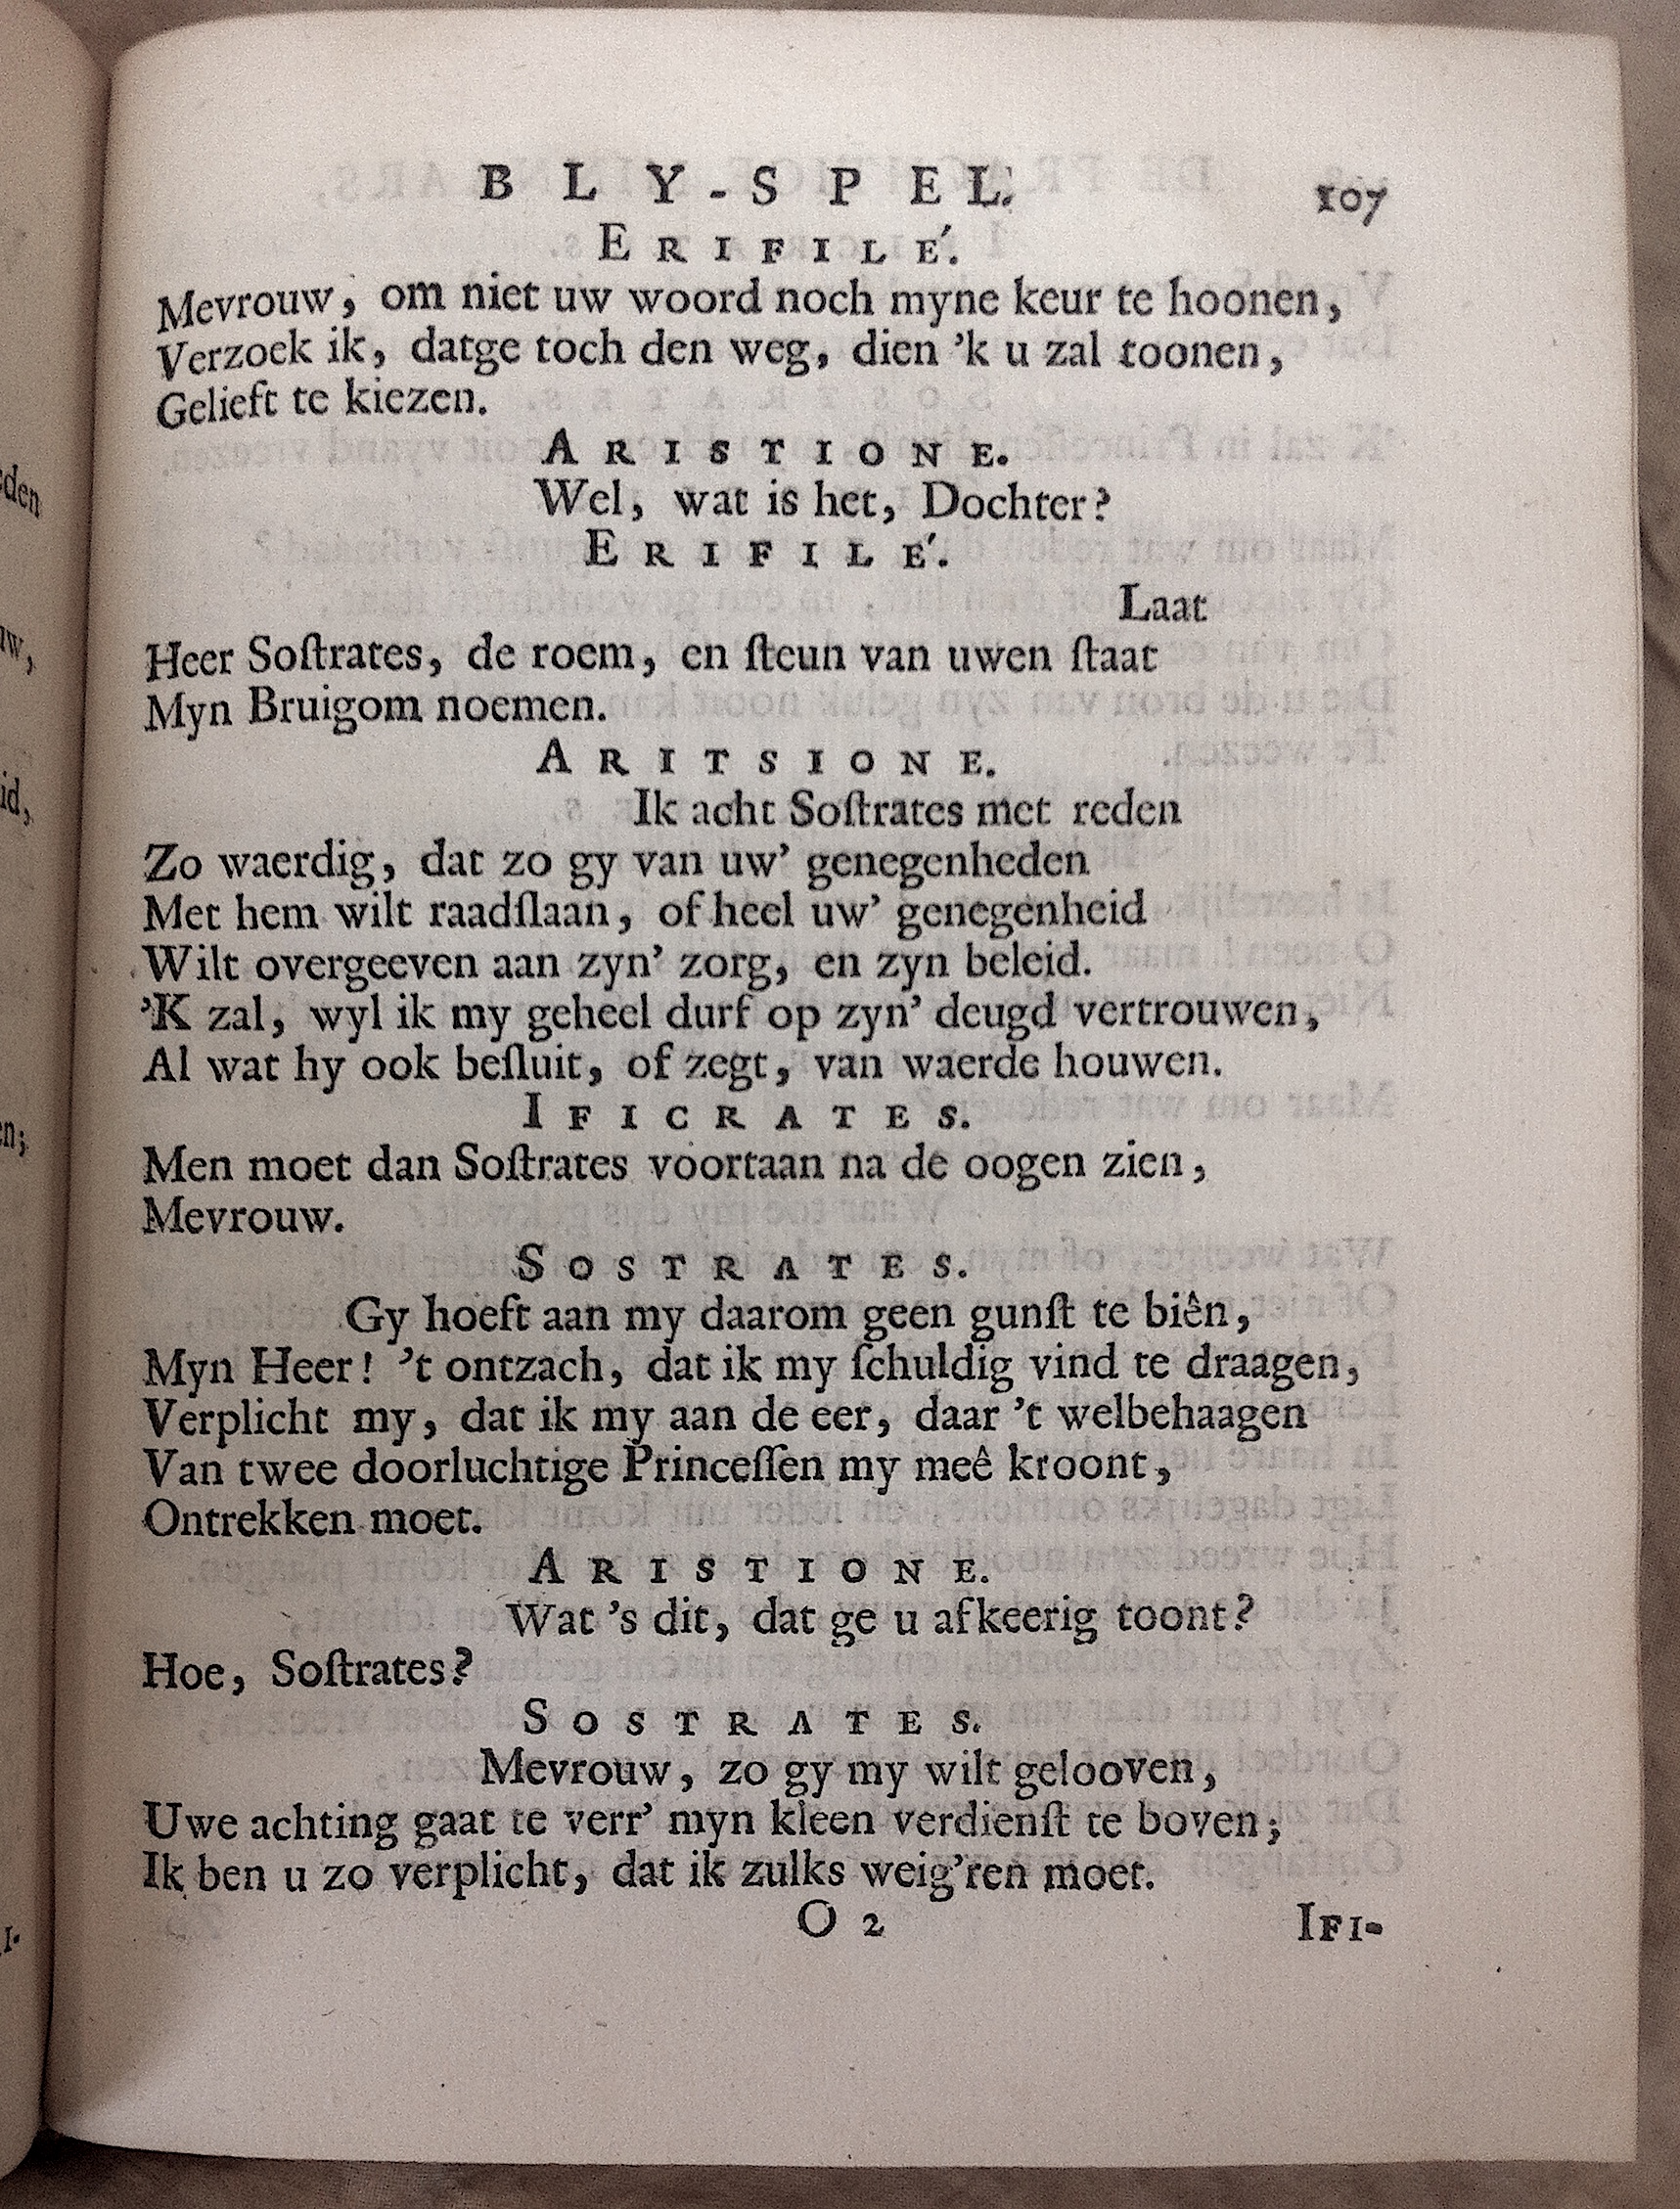 BLY-SPEL. 107
ERIFILÉ.
Mevrouw, om niet uw woord noch myne keur te hoonen,
Verzoek ik, datge toch den weg, dien 'k u zal toonen,
Gelieft te kiezen.
ARISTIONE.
Wel, wat is het, Dochter?
ERIFILÉ.
Laat
Heer Soſtrates, de roem, en ſteun van uwen ſtaat
Myn Bruigom noemen.
ARITSIONE.
Ik acht Soſtrates met reden
Zo waerdig, dat zo gy van uw' genegenheden
Met hem wilt raadſlaan, of heel uw' genegenheid
Wilt overgeeven aan zyn' zorg, en zyn beleid.
'K zal, wyl ik my geheel durf op zyn' deugd vertrouwen,
Al wat hy ook beſluit, of zegt, van waerde houwen.
IFICRATES.
Men moet dan Soſtrates voortaan na de oogen zien,
Mevrouw.
SOSTRATES.
Gy hoeft aan my daarom geen gunſt te biên,
Myn Heer! 't ontzach, dat ik my ſchuldig vind te draagen,
Verplicht my, dat ik my aan de eer, daar 't welbehaagen
Van twee doorluchtige Princeſſen my meê kroont,
Ontrekken moet.
ARISTIONE.
Wat 's dit, dat ge u afkeerig toont?
Hoe, Soſtrates?
SOSTRATES.
Mevrouw, zo gy my wilt gelooven,
Uwe achting gaat te verr' myn kleen verdienſt te boven;
Ik ben u zo verplicht, dat ik zulks weig'ren moet.
O 2 IFI-